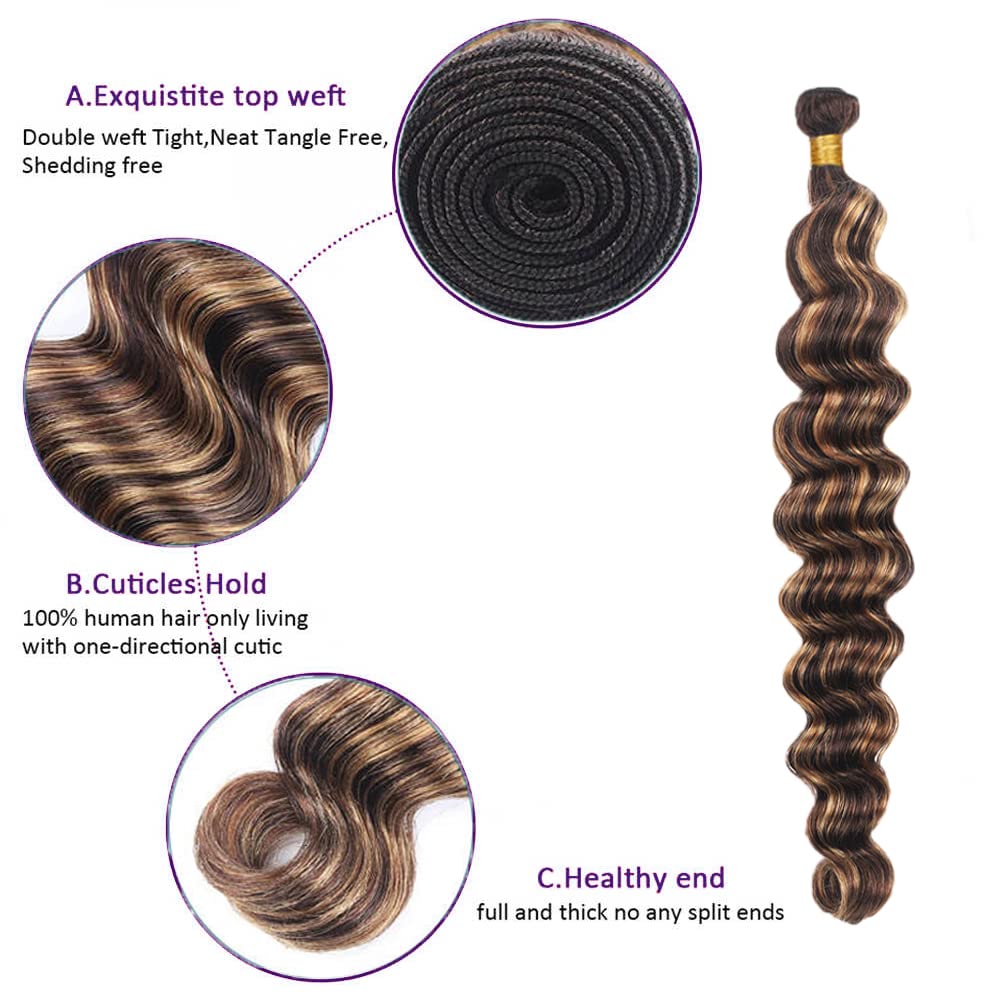 A.Exquistite top weft
Double weft Tight,Neat Tangle Free,
Shedding free
B.Cuticles Hold
100% human hair only living
with one-directional cutic
C.Healthy end
full and thick no any split ends